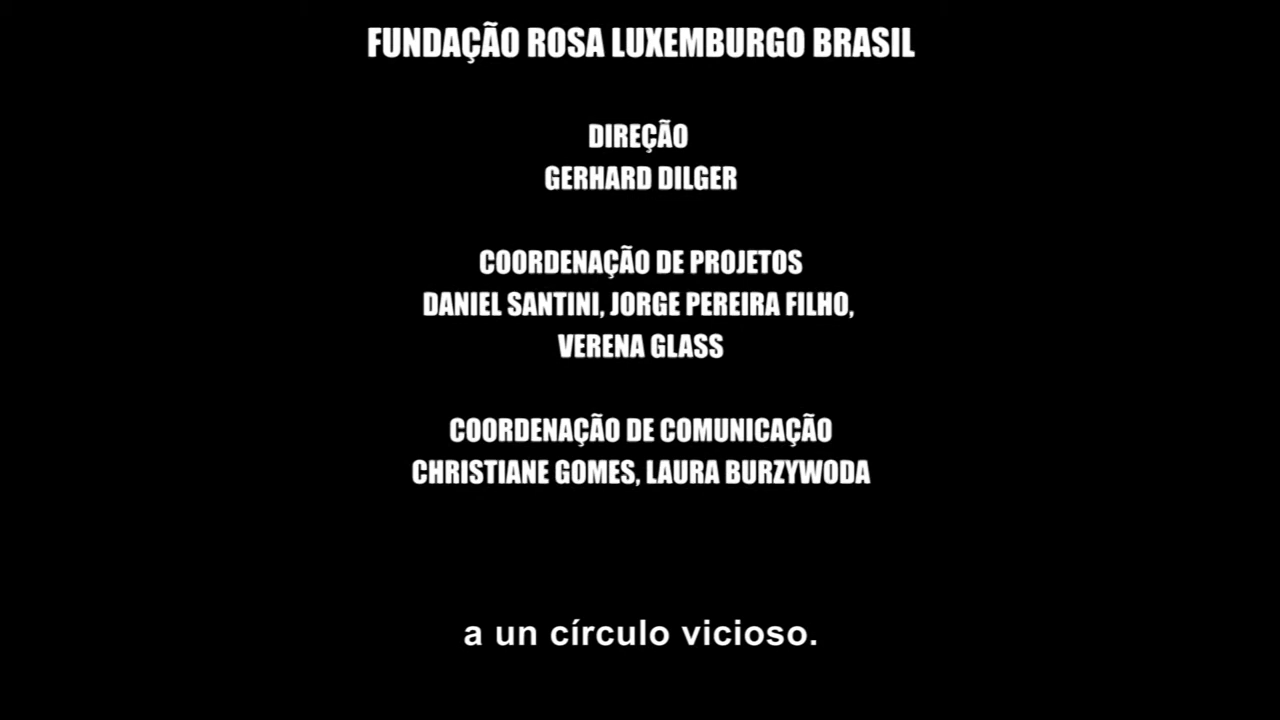 FUNDAÇÃO ROSA LUXEMBURGO BRASIL
DIREÇÃO
GERHARD DILGER
COORDENAÇÃO DE PROJETOS
DANIEL SANTINI, JORGE PEREIRA FILHO,
VERENA GLASS
COORDENAÇÃO DE COMUNICAÇÃO
CHRISTIANE GOMES, LAURA BURZYWODA
a un círculo vicioso.